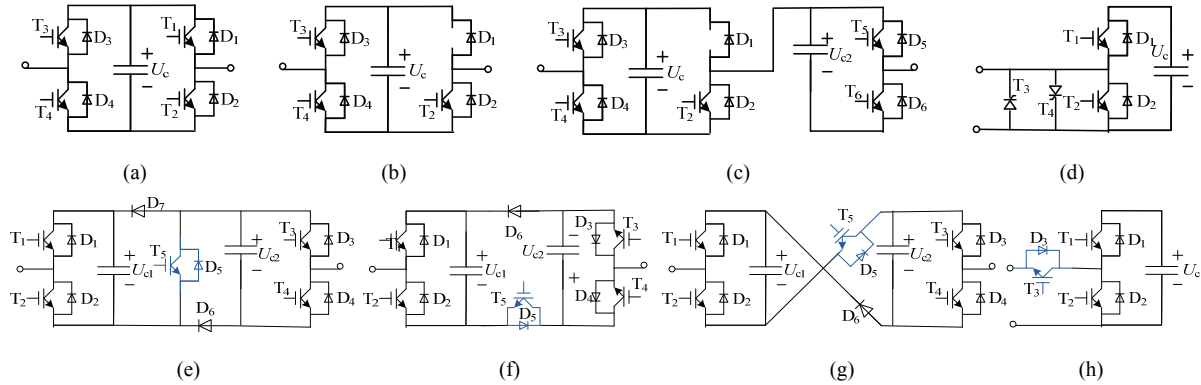 T3 D3 + Uc − T1 D1
T4 D4 T2 D2
T3 D3 + Uc − D1
T4 D4 T2 D2
T3 D3 + Uc − D1 + Uc2 − T5 D5
T4 D4 T2 D2 T6 D6
T1 D1 Uc + −
T3 T4 T2 D2
(a) (b) (c) (d)
T1 D1 + Uc1 − D7 T5 D5 + Uc2 − T3 D3
T2 D2 D6 T4 D4
T1 D1 + Uc1 − D6 − Uc2 + D3 T3
T2 D2 T5 D5 D4 T4
T1 D1 + Uc1 − T5 D5 + Uc2 − T3 D3
T2 D2 D6 T4 D4
D3 T3 T1 D1 + Uc −
T2 D2
(e) (f) (g) (h)